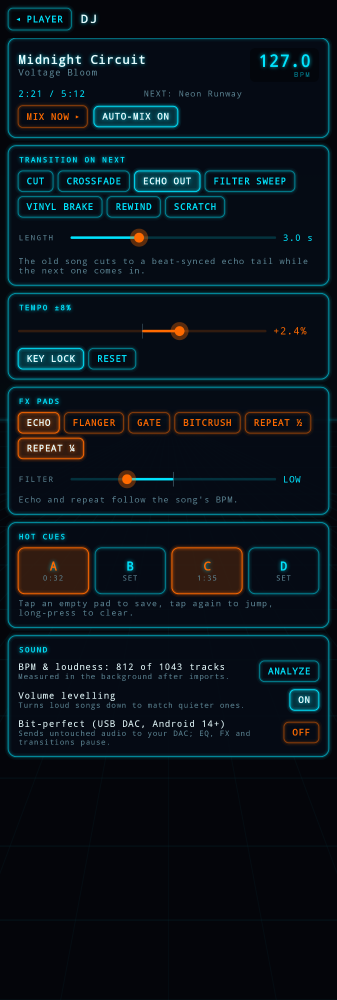 ◂ PLAYER DJ
Midnight Circuit
Voltage Bloom
127.0
BPM
2:21 / 5:12 NEXT: Neon Runway
MIX NOW ▸ AUTO-MIX ON
TRANSITION ON NEXT
CUT CROSSFADE ECHO OUT FILTER SWEEP
VINYL BRAKE REWIND SCRATCH
LENGTH 3.0 s
The old song cuts to a beat-synced echo tail while
the next one comes in.
TEMPO ±8%
+2.4%
KEY LOCK RESET
FX PADS
ECHO FLANGER GATE BITCRUSH REPEAT ½
REPEAT ¼
FILTER LOW
Echo and repeat follow the song's BPM.
HOT CUES
A B C D
0:32 SET 1:35 SET
Tap an empty pad to save, tap again to jump,
long-press to clear.
SOUND
BPM & loudness: 812 of 1043 tracks
Measured in the background after imports.
ANALYZE
Volume levelling
Turns loud songs down to match quieter ones.
ON
Bit-perfect (USB DAC, Android 14+)
Sends untouched audio to your DAC; EQ, FX and
transitions pause.
OFF